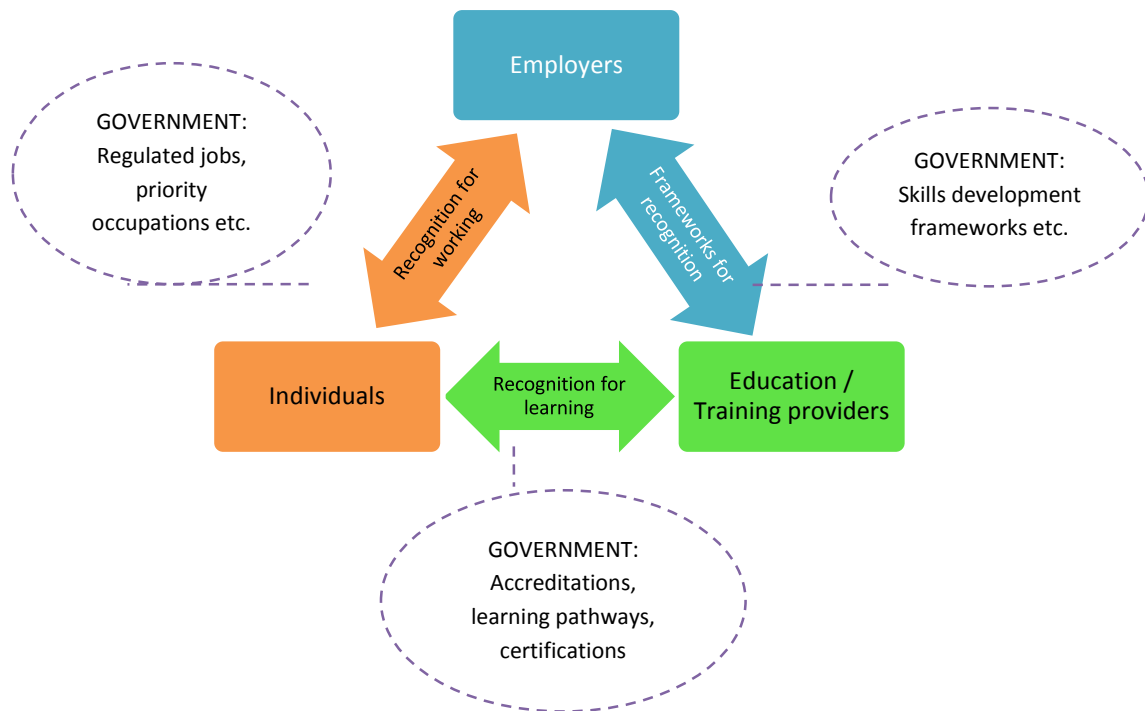 Employers
GOVERNMENT:
Regulated jobs,
priority
occupations etc.
GOVERNMENT:
Skills development
frameworks etc.
Recognition for
working
Frameworks for
recognition
Individuals
Recognition for
learning
Education /
Training providers
GOVERNMENT:
Accreditations,
learning pathways,
certifications